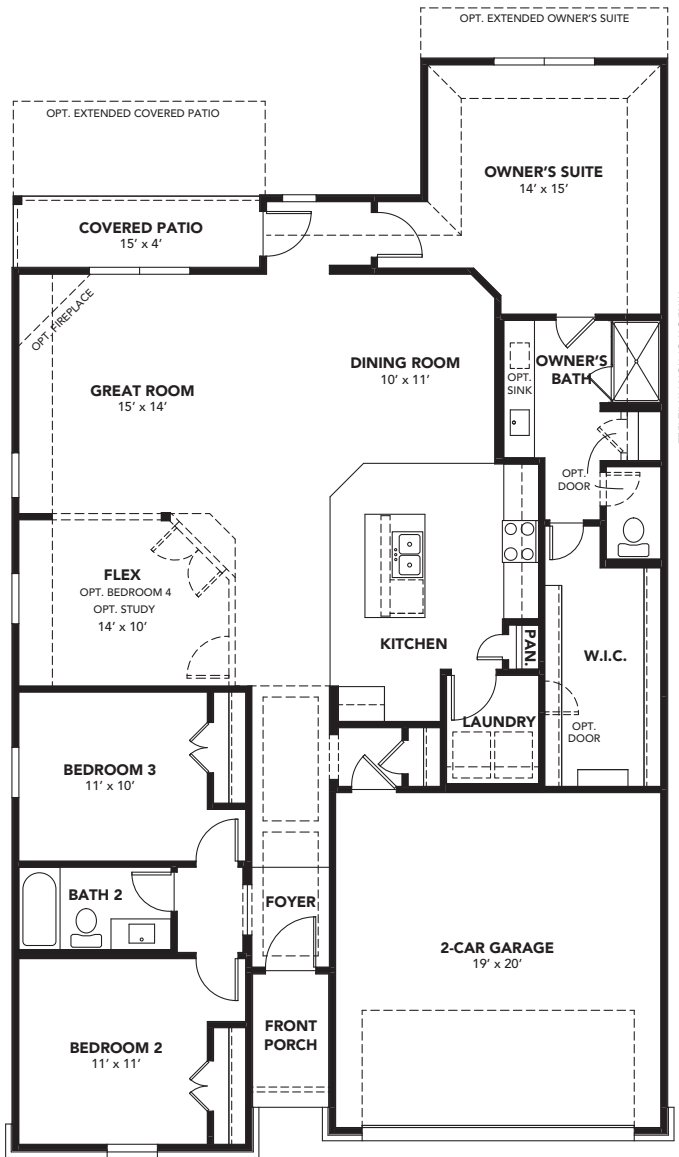 OPT. EXTENDED OWNER'S SUITE
OPT. EXTENDED COVERED PATIO
OWNER'S SUITE
14' x 15'
COVERED PATIO
15' x 4'
OPT. FIREPLACE
GREAT ROOM
15' x 14'
DINING ROOM
10' x 11'
OPT.
SINK
OWNER'S
BATH
OPT.
DOOR
FLEX
OPT. BEDROOM 4
OPT. STUDY
14' x 10'
KITCHEN
PAN.
W.I.C.
LAUNDRY
OPT.
DOOR
BEDROOM 3
11' x 10'
BATH 2
FOYER
2-CAR GARAGE
19' x 20'
FRONT
PORCH
BEDROOM 2
11' x 11'